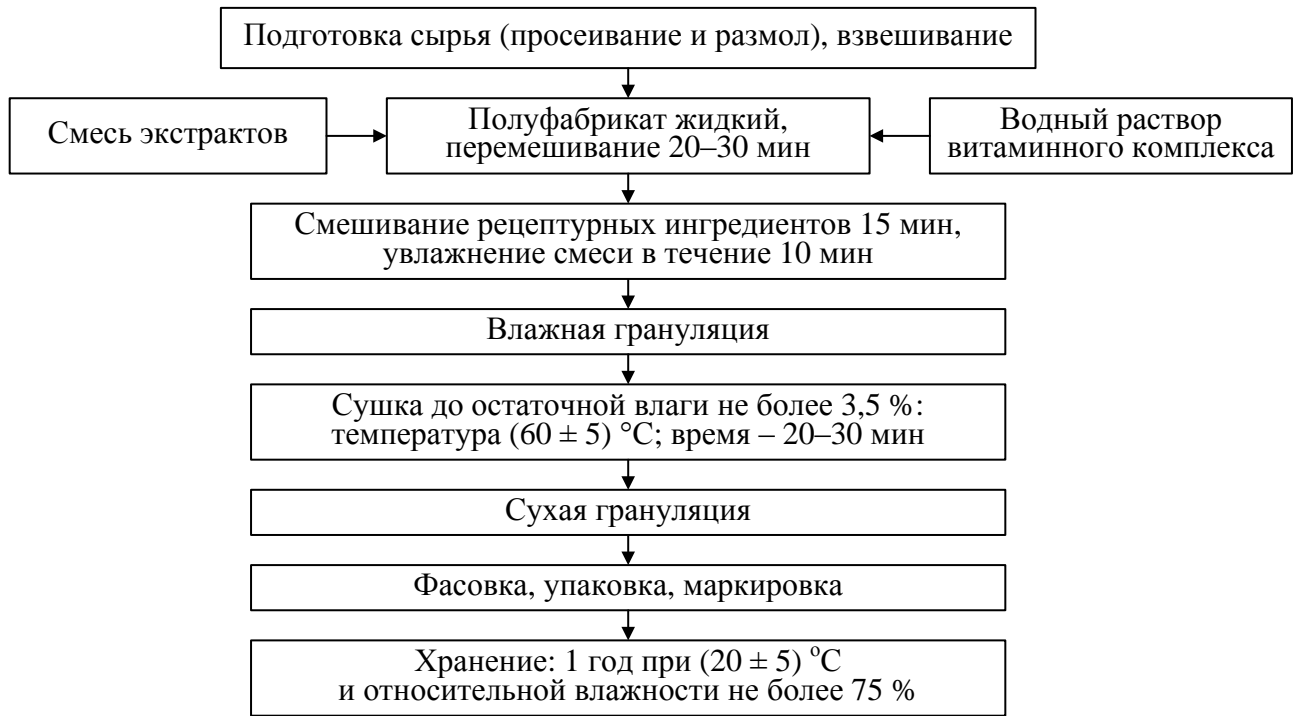 Подготовка сырья (просеивание и размол), взвешивание
Смесь экстрактов
Полуфабрикат жидкий,
перемешивание 20–30 мин
Водный раствор
витаминного комплекса
Смешивание рецептурных ингредиентов 15 мин,
увлажнение смеси в течение 10 мин
Влажная грануляция
Сушка до остаточной влаги не более 3,5 %:
температура (60 ± 5) °C; время – 20–30 мин
Сухая грануляция
Фасовка, упаковка, маркировка
Хранение: 1 год при (20 ± 5) °C
и относительной влажности не более 75 %